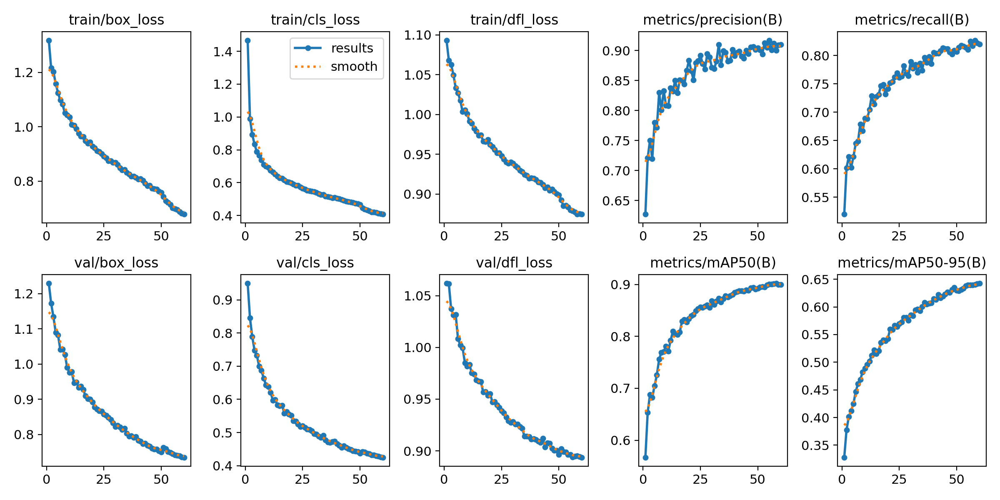 train/box_loss
1.2
1.0
0.8
0 25 50
train/cls_loss
results
smooth
1.4
1.2
1.0
0.8
0.6
0.4
0 25 50
train/dfl_loss
1.10
1.05
1.00
0.95
0.90
0 25 50
metrics/precision(B)
0.90
0.85
0.80
0.75
0.70
0.65
0 25 50
metrics/recall(B)
0.80
0.75
0.70
0.65
0.60
0.55
0 25 50
val/box_loss
1.2
1.1
1.0
0.9
0.8
0 25 50
val/cls_loss
0.9
0.8
0.7
0.6
0.5
0.4
0 25 50
val/dfl_loss
1.05
1.00
0.95
0.90
0 25 50
metrics/mAP50(B)
0.9
0.8
0.7
0.6
0 25 50
metrics/mAP50-95(B)
0.65
0.60
0.55
0.50
0.45
0.40
0.35
0 25 50